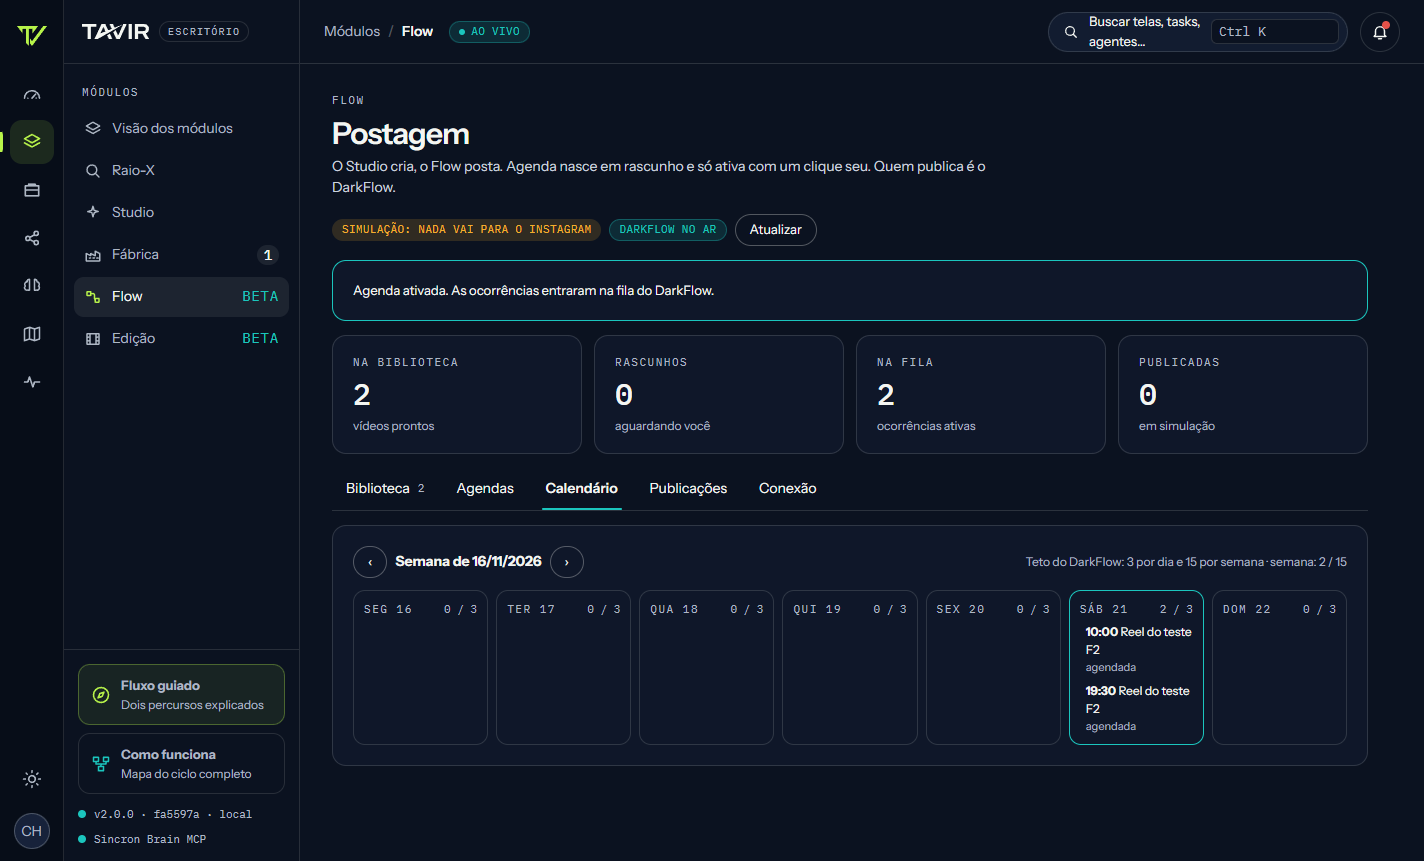 TAVIR
ESCRITÓRIO
Módulos / Flow
AO VIVO
Buscar telas, tasks,
agentes...
Ctrl K
MÓDULOS
Visão dos módulos
Raio-X
Studio
Fábrica 1
Flow BETA
Edição BETA
Fluxo guiado
Dois percursos explicados
Como funciona
Mapa do ciclo completo
v2.0.0 · fa5597a · local
Sincron Brain MCP
CH
FLOW
Postagem
O Studio cria, o Flow posta. Agenda nasce em rascunho e só ativa com um clique seu. Quem publica é o
DarkFlow.
SIMULAÇÃO: NADA VAI PARA O INSTAGRAM
DARKFLOW NO AR
Atualizar
Agenda ativada. As ocorrências entraram na fila do DarkFlow.
NA BIBLIOTECA
2
vídeos prontos
RASCUNHOS
0
aguardando você
NA FILA
2
ocorrências ativas
PUBLICADAS
0
em simulação
Biblioteca 2
Agendas
Calendário
Publicações
Conexão
‹ Semana de 16/11/2026 ›
Teto do DarkFlow: 3 por dia e 15 por semana · semana: 2 / 15
SEG 16 0 / 3
TER 17 0 / 3
QUA 18 0 / 3
QUI 19 0 / 3
SEX 20 0 / 3
SÁB 21 2 / 3
10:00 Reel do teste
F2
agendada
19:30 Reel do teste
F2
agendada
DOM 22 0 / 3